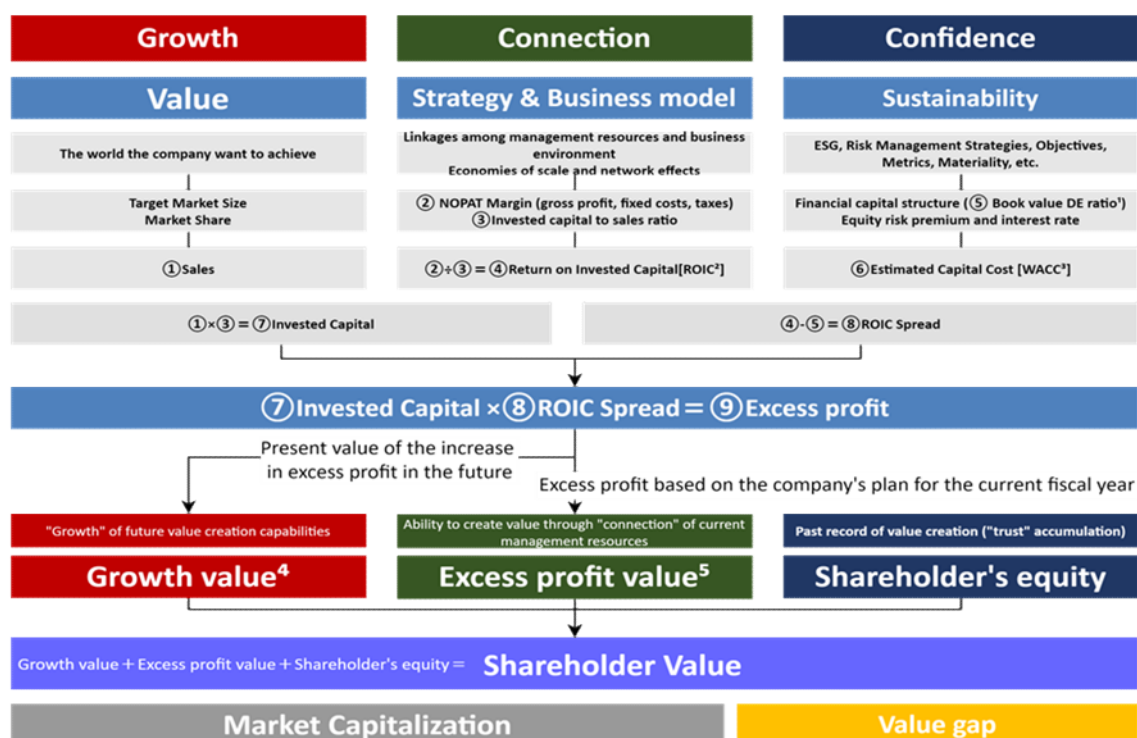 Growth
Connection
Confidence
Value
Strategy & Business model
Sustainability
The world the company want to achieve
Linkages among management resources and business
environment
Economies of scale and network effects
ESG, Risk Management Strategies, Objectives,
Metrics, Materiality, etc.
Target Market Size
Market Share
② NOPAT Margin (gross profit, fixed costs, taxes)
③Invested capital to sales ratio
Financial capital structure (⑤ Book value DE ratio¹)
Equity risk premium and interest rate
①Sales
②÷③=④Return on Invested Capital[ROIC²]
⑥Estimated Capital Cost [WACC³]
①×③=⑦Invested Capital
④-⑤=⑧ROIC Spread
⑦Invested Capital ×⑧ROIC Spread=⑨Excess profit
Present value of the increase
in excess profit in the future
Excess profit based on the company's plan for the current fiscal year
"Growth" of future value creation capabilities
Ability to create value through "connection" of current
management resources
Past record of value creation ("trust" accumulation)
Growth value⁴
Excess profit value⁵
Shareholder's equity
Growth value+Excess profit value+Shareholder's equity= Shareholder Value
Market Capitalization
Value gap